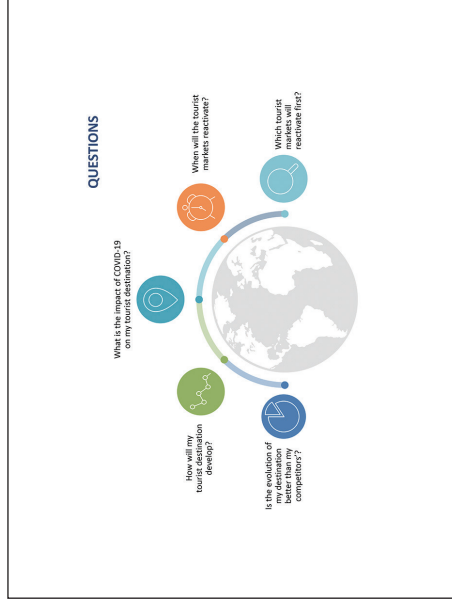 QUESTIONS
What is the impact of COVID-19
on my tourist destination?
How will my
tourist destination
develop?
When will the tourist
markets reactivate?
Is the evolution of
my destination
better than my
competitors'?
Which tourist
markets will
reactivate first?